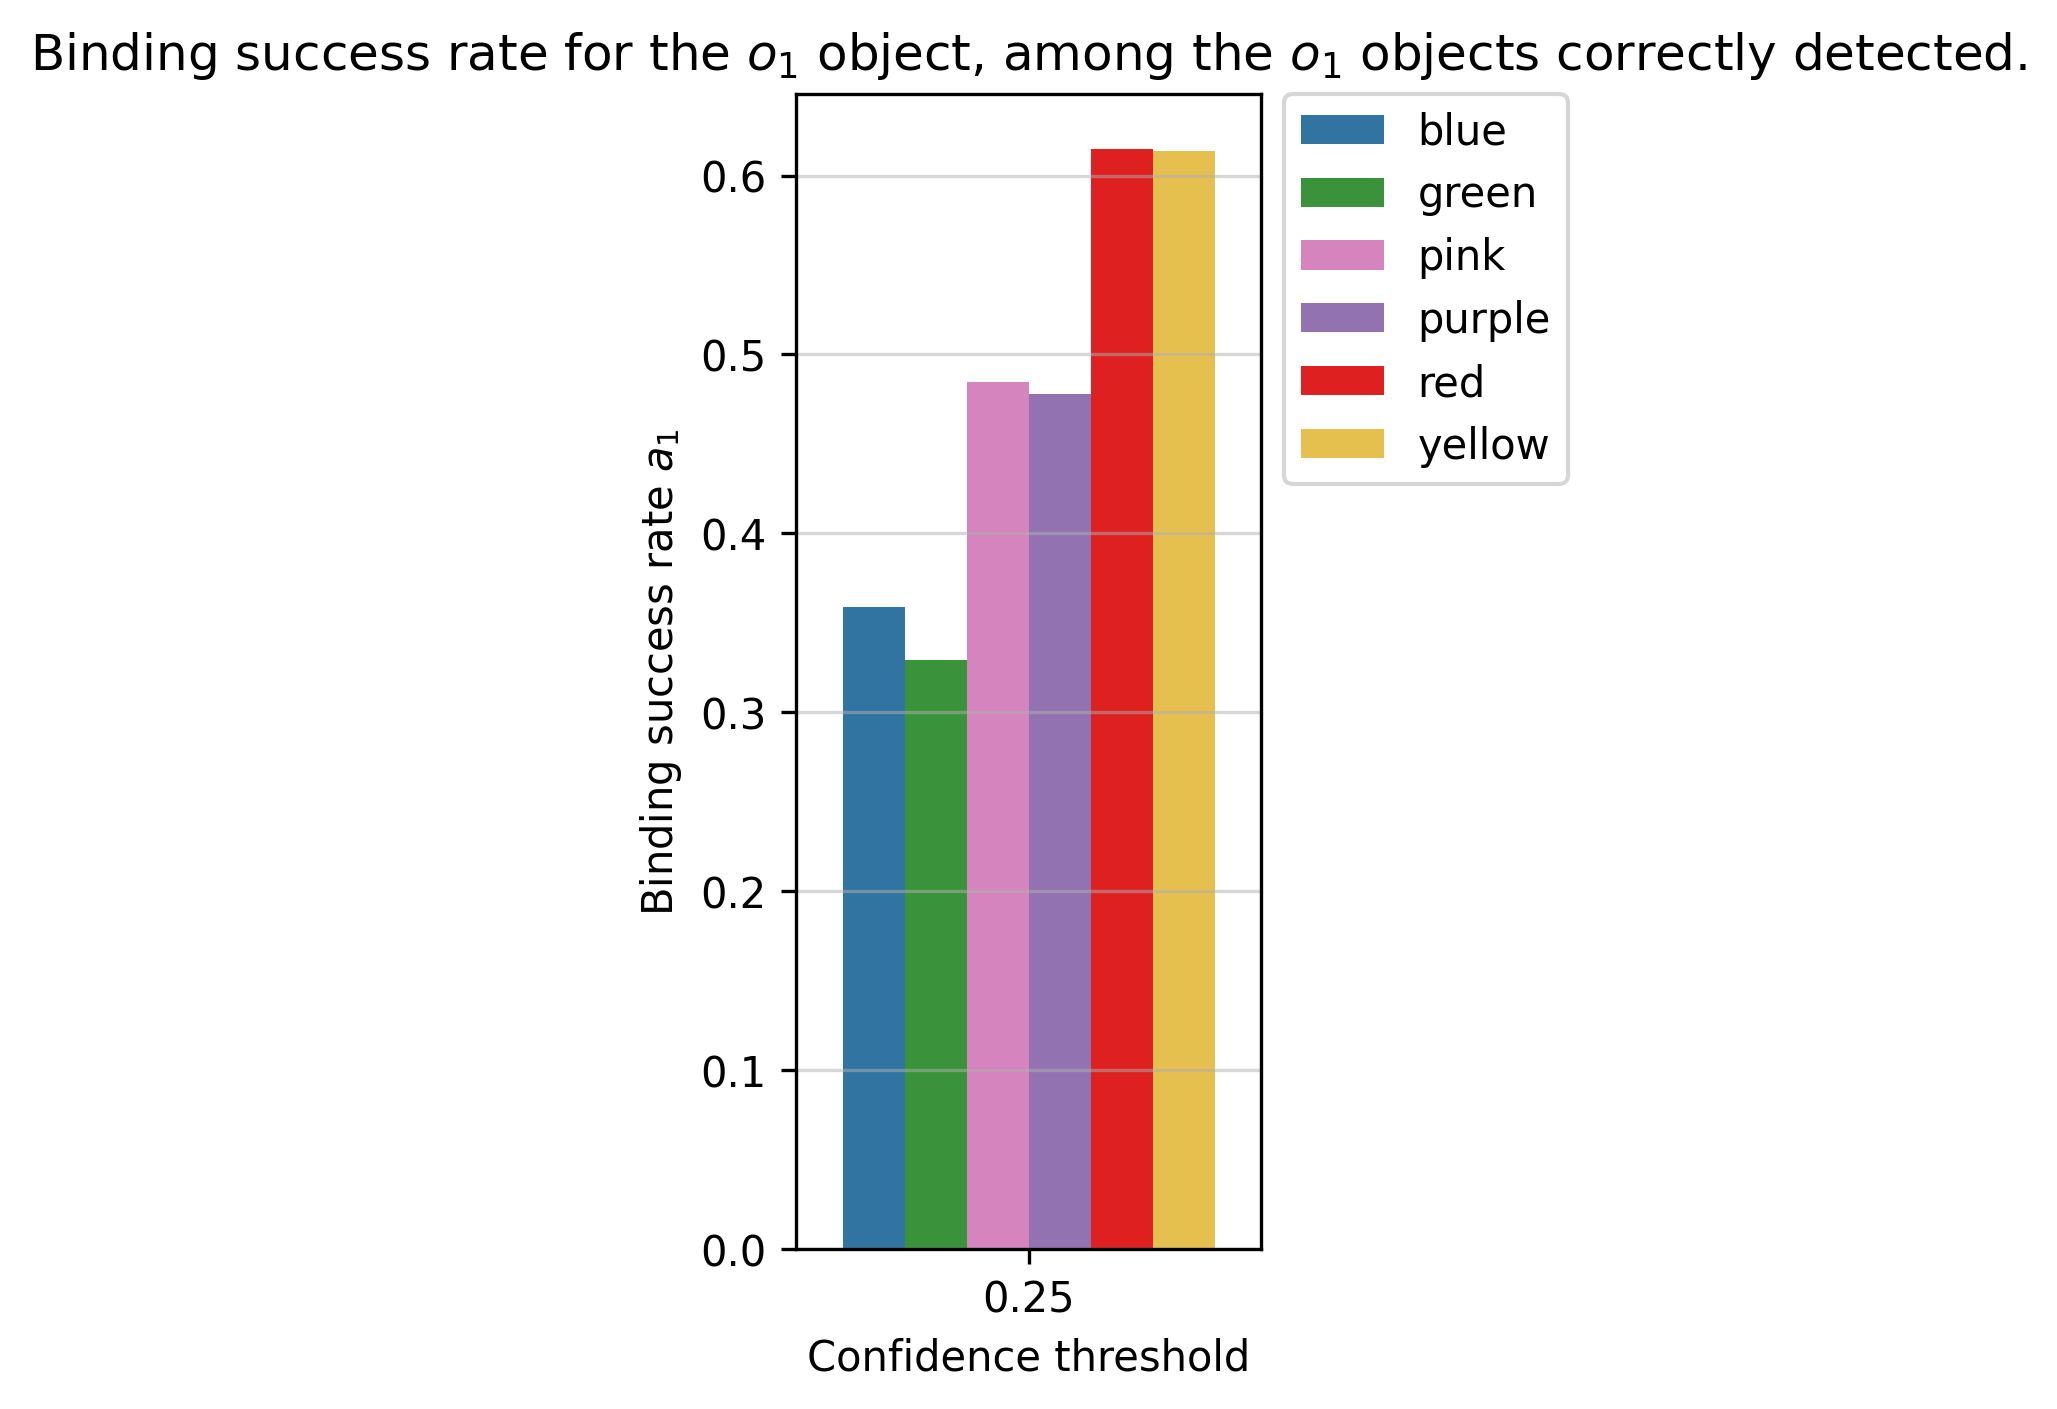 Binding success rate for the o₁ object, among the o₁ objects correctly detected.
blue
green
pink
purple
red
yellow
Binding success rate a₁
0.6
0.5
0.4
0.3
0.2
0.1
0.0
0.25
Confidence threshold